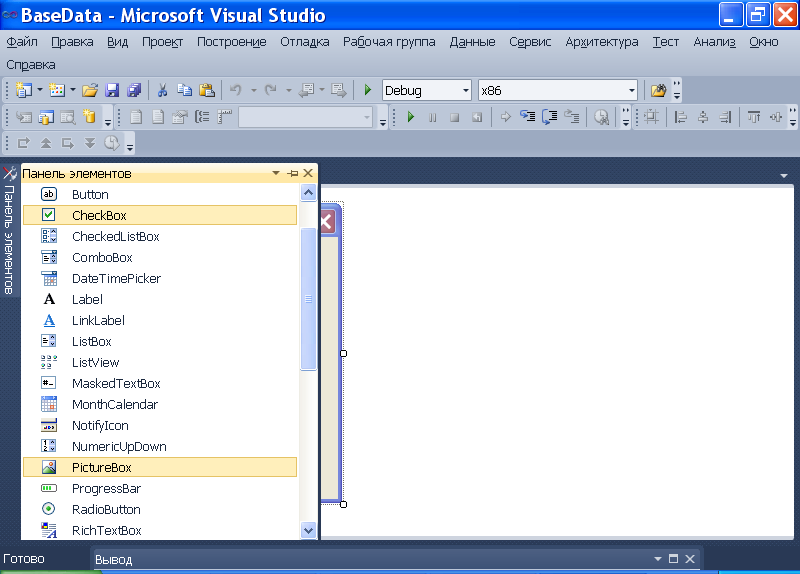 BaseData - Microsoft Visual Studio
Файл Правка Вид Проект Построение Отладка Рабочая группа Данные Сервис Архитектура Тест Анализ Окно
Справка
Debug x86
Панель элементов
Панель элементов
Button
CheckBox
CheckedListBox
ComboBox
DateTimePicker
Label
LinkLabel
ListBox
ListView
MaskedTextBox
MonthCalendar
NotifyIcon
NumericUpDown
PictureBox
ProgressBar
RadioButton
RichTextBox
Готово Вывод